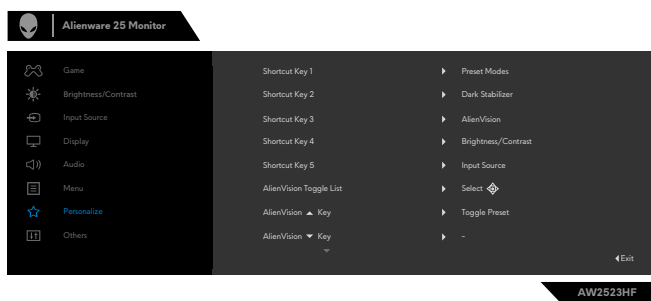 Alienware 25 Monitor
Game
Shortcut Key 1 Preset Modes
Brightness/Contrast
Shortcut Key 2 Dark Stabilizer
Input Source
Shortcut Key 3 AlienVision
Display
Shortcut Key 4 Brightness/Contrast
Audio
Shortcut Key 5 Input Source
Menu
AlienVision Toggle List Select
Personalize
AlienVision ▲ Key Toggle Preset
Others
AlienVision ▼ Key -
Exit
AW2523HF